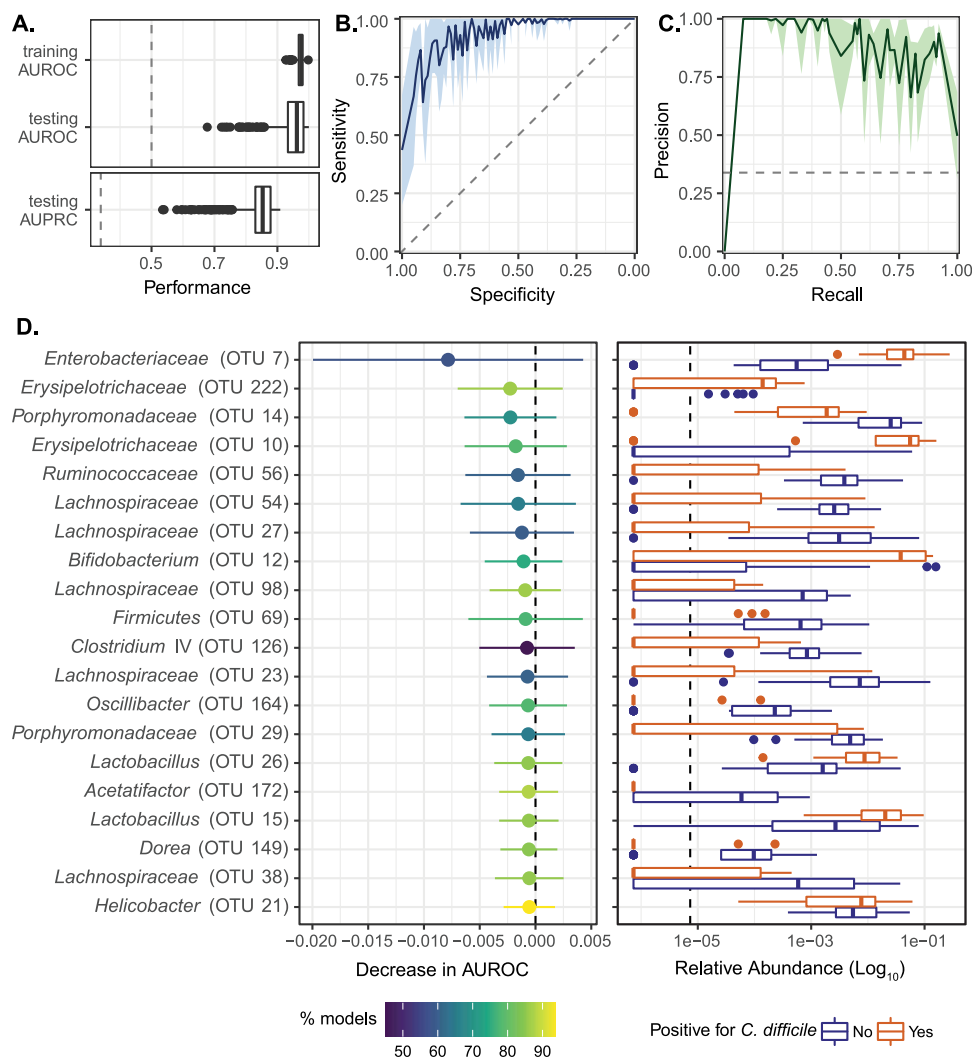 A.
training
AUROC
testing
AUROC
testing
AUPRC
0.5 0.7 0.9
Performance
B.
1.00
0.75
0.50
0.25
0.00
Sensitivity
1.00 0.75 0.50 0.25 0.00
Specificity
C.
1.00
0.75
0.50
0.25
0.00
Precision
0.00 0.25 0.50 0.75 1.00
Recall
D.
Enterobacteriaceae (OTU 7)
Erysipelotrichaceae (OTU 222)
Porphyromonadaceae (OTU 14)
Erysipelotrichaceae (OTU 10)
Ruminococcaceae (OTU 56)
Lachnospiraceae (OTU 54)
Lachnospiraceae (OTU 27)
Bifidobacterium (OTU 12)
Lachnospiraceae (OTU 98)
Firmicutes (OTU 69)
Clostridium IV (OTU 126)
Lachnospiraceae (OTU 23)
Oscillibacter (OTU 164)
Porphyromonadaceae (OTU 29)
Lactobacillus (OTU 26)
Acetatifactor (OTU 172)
Lactobacillus (OTU 15)
Dorea (OTU 149)
Lachnospiraceae (OTU 38)
Helicobacter (OTU 21)
−0.020 −0.010 −0.005 0.000 0.005
Decrease in AUROC
1e−05 1e−03 1e−01
Relative Abundance (Log10)
% models
50 60 70 80 90
Positive for C. difficile No Yes